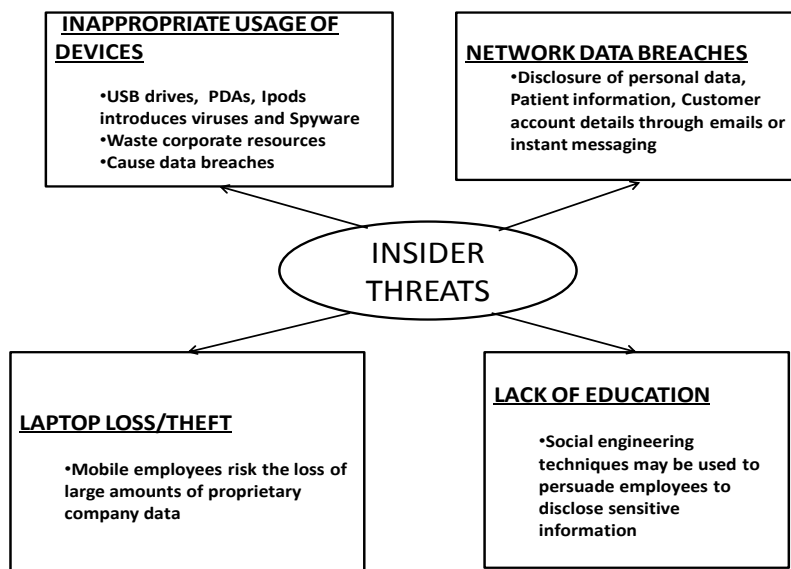 INAPPROPRIATE USAGE OF
DEVICES
•USB drives, PDAs, Ipods
introduces viruses and Spyware
•Waste corporate resources
•Cause data breaches
NETWORK DATA BREACHES
•Disclosure of personal data,
Patient information, Customer
account details through emails or
instant messaging
INSIDER
THREATS
LAPTOP LOSS/THEFT
•Mobile employees risk the loss of
large amounts of proprietary
company data
LACK OF EDUCATION
•Social engineering
techniques may be used to
persuade employees to
disclose sensitive
information